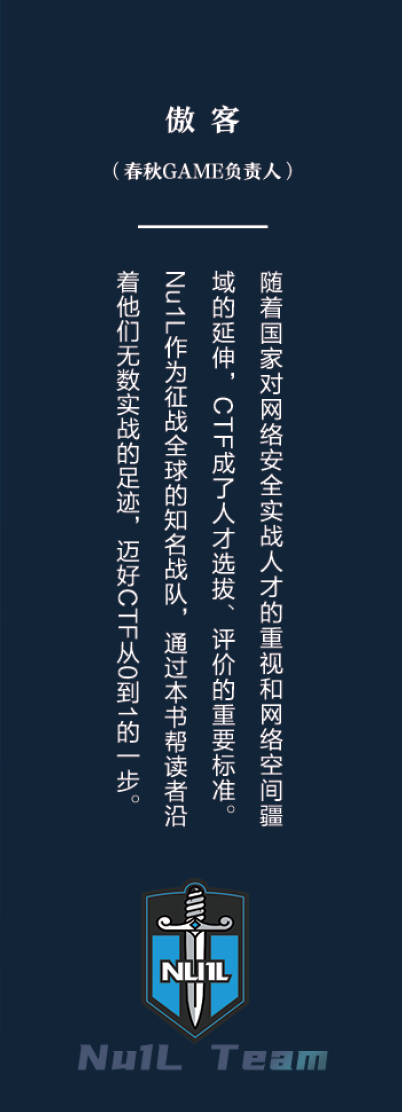 傲客
（春秋GAME负责人）
随着国家对网络安全实战人才的重视和网络空间疆
域的延伸，CTF成了人才选拔、评价的重要标准。
Nu1L作为征战全球的知名战队，通过本书帮读者沿
着他们无数实战的足迹，迈好CTF从0到1的一步。
NU1L
Nu1L Team